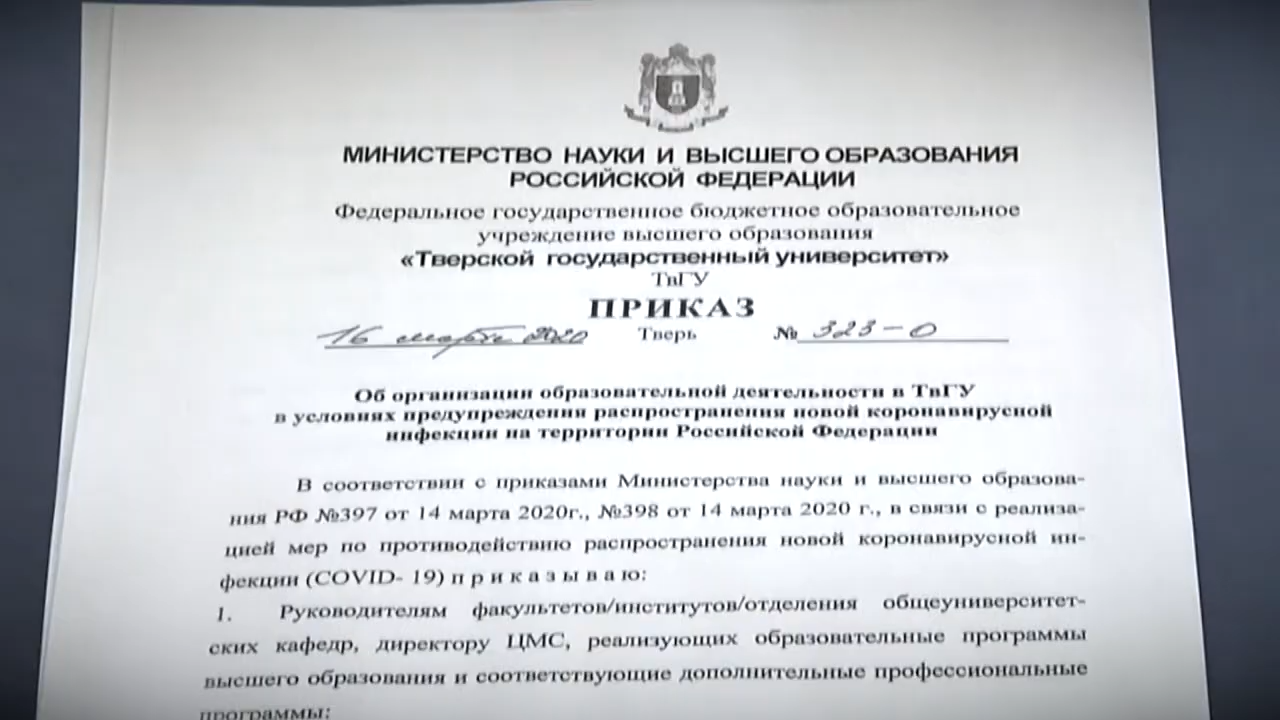 МИНИСТЕРСТВО НАУКИ И ВЫСШЕГО ОБРАЗОВАНИЯ
РОССИЙСКОЙ ФЕДЕРАЦИИ
Федеральное государственное бюджетное образовательное
учреждение высшего образования
«Тверской государственный университет»
ТвГУ
ПРИКАЗ
16 марта 2020 Тверь № 323-О
Об организации образовательной деятельности в ТвГУ
в условиях предупреждения распространения новой коронавирусной
инфекции на территории Российской Федерации
В соответствии с приказами Министерства науки и высшего образова-
ния РФ №397 от 14 марта 2020г., №398 от 14 марта 2020 г., в связи с реализа-
цией мер по противодействию распространения новой коронавирусной ин-
фекции (COVID- 19) п р и к а з ы в а ю:
1. Руководителям факультетов/институтов/отделения общеуниверситет-
ских кафедр, директору ЦМС, реализующих образовательные программы
высшего образования и соответствующие дополнительные профессиональные
программы: